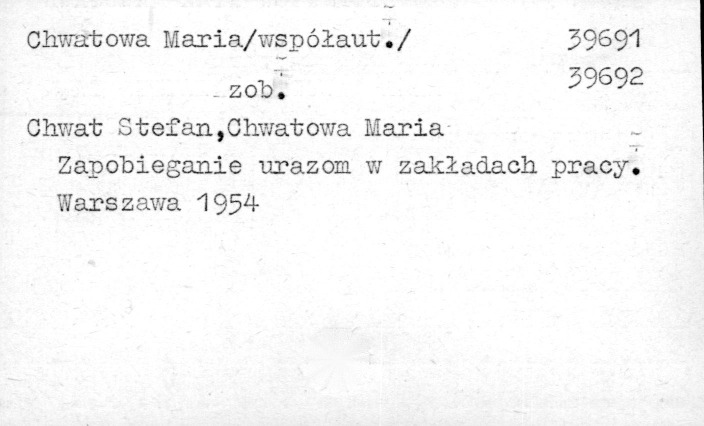 Chwatowa Maria/współaut./ 39691
zob. 39692
Chwat Stefan,Chwatowa Maria
Zapobieganie urazom w zakładach pracy.
Warszawa 1954